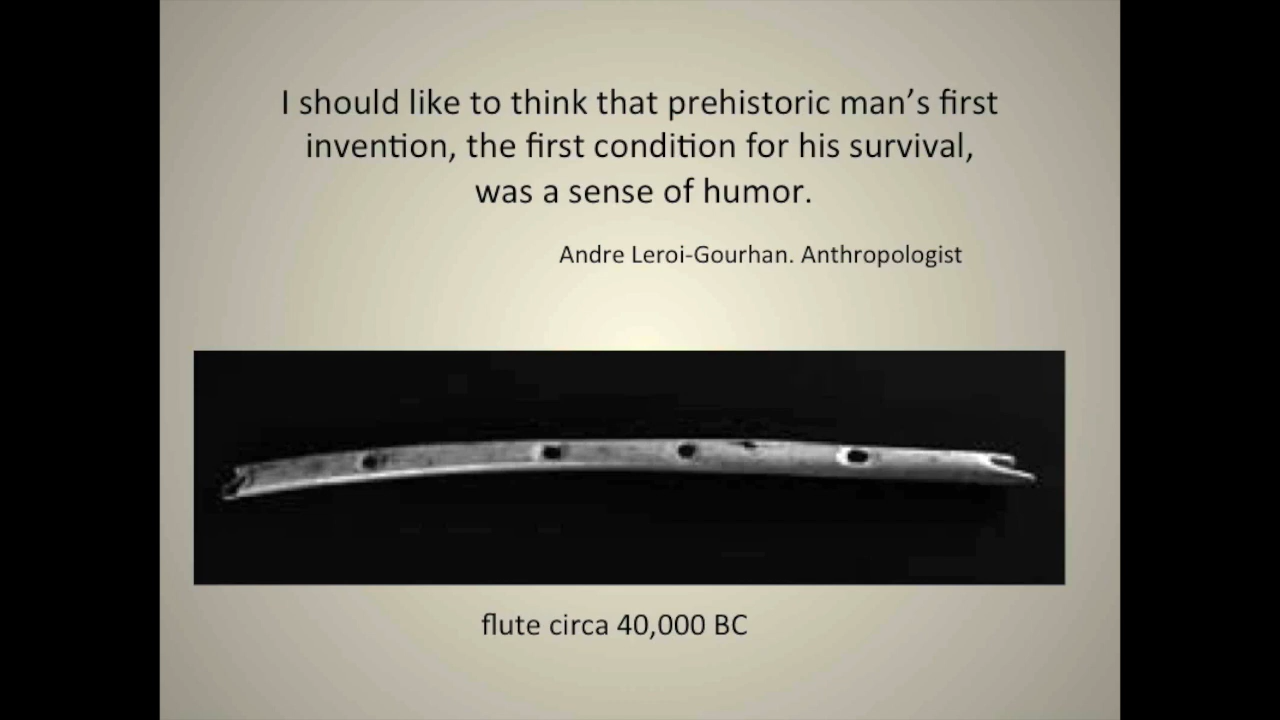 I should like to think that prehistoric man’s first
invention, the first condition for his survival,
was a sense of humor.
Andre Leroi-Gourhan. Anthropologist
flute circa 40,000 BC